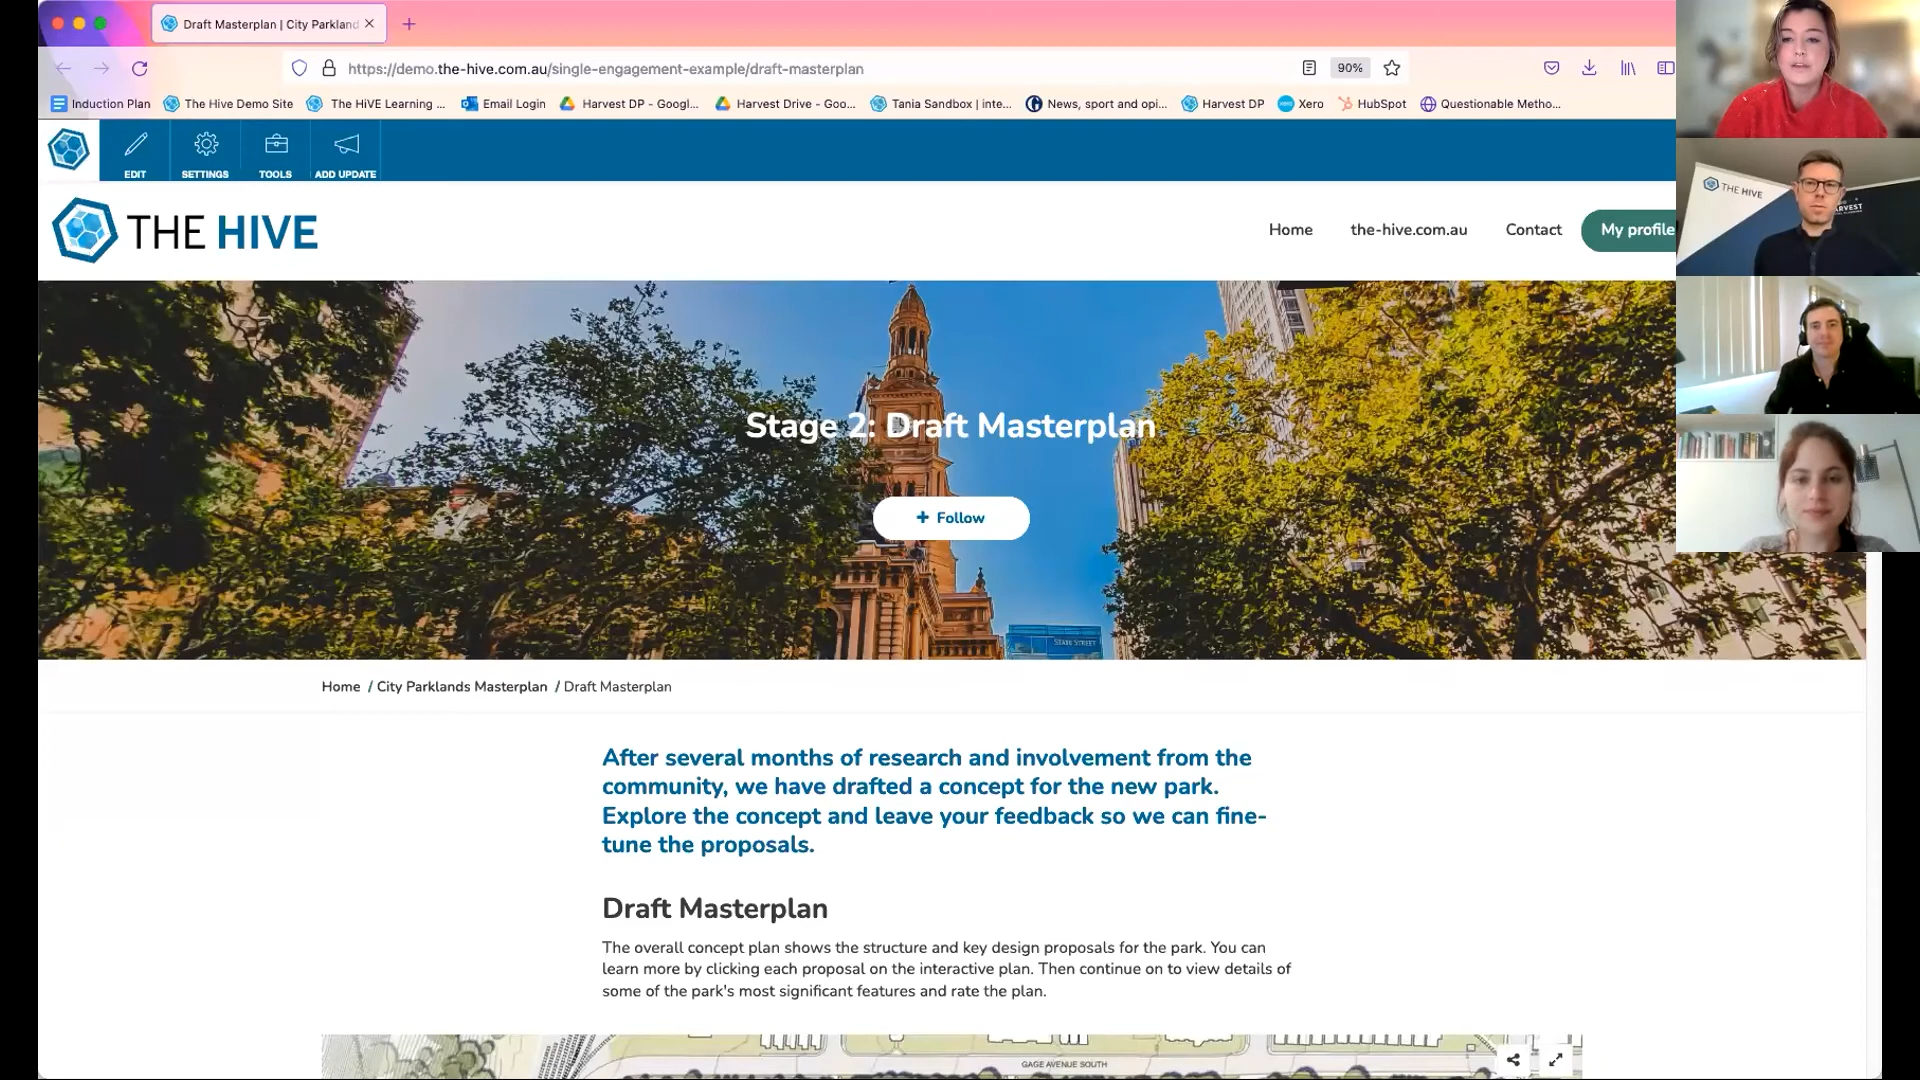 Draft Masterplan | City Parkland
https://demo.the-hive.com.au/single-engagement-example/draft-masterplan
90%
Induction Plan
The Hive Demo Site
The HiVE Learning ...
Email Login
Harvest DP - Googl...
Harvest Drive - Goo...
Tania Sandbox | inte...
News, sport and opi...
Harvest DP
Xero
HubSpot
Questionable Metho...
EDIT
SETTINGS
TOOLS
ADD UPDATE
THE HIVE
Home
the-hive.com.au
Contact
My profile
THE HIVE
Stage 2: Draft Masterplan
+ Follow
STATE STREET
Home / City Parklands Masterplan / Draft Masterplan
After several months of research and involvement from the
community, we have drafted a concept for the new park.
Explore the concept and leave your feedback so we can fine-
tune the proposals.
Draft Masterplan
The overall concept plan shows the structure and key design proposals for the park. You can
learn more by clicking each proposal on the interactive plan. Then continue on to view details of
some of the park's most significant features and rate the plan.
GAGE AVENUE SOUTH